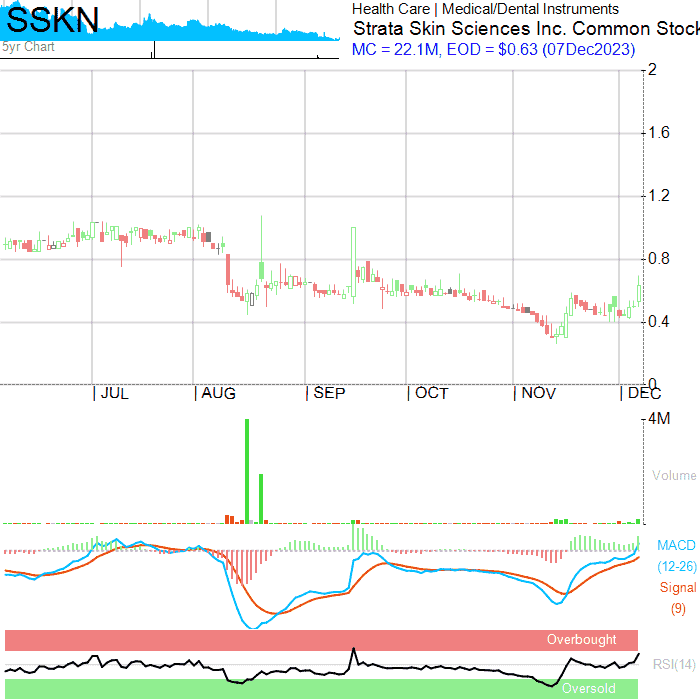 SSKN
5yr Chart
Health Care | Medical/Dental Instruments
Strata Skin Sciences Inc. Common Stock
MC = 22.1M, EOD = $0.63 (07Dec2023)
2
1.6
1.2
0.8
0.4
0
JUL AUG SEP OCT NOV DEC
4M
Volume
MACD
(12-26)
Signal
(9)
Overbought
RSI(14)
Oversold